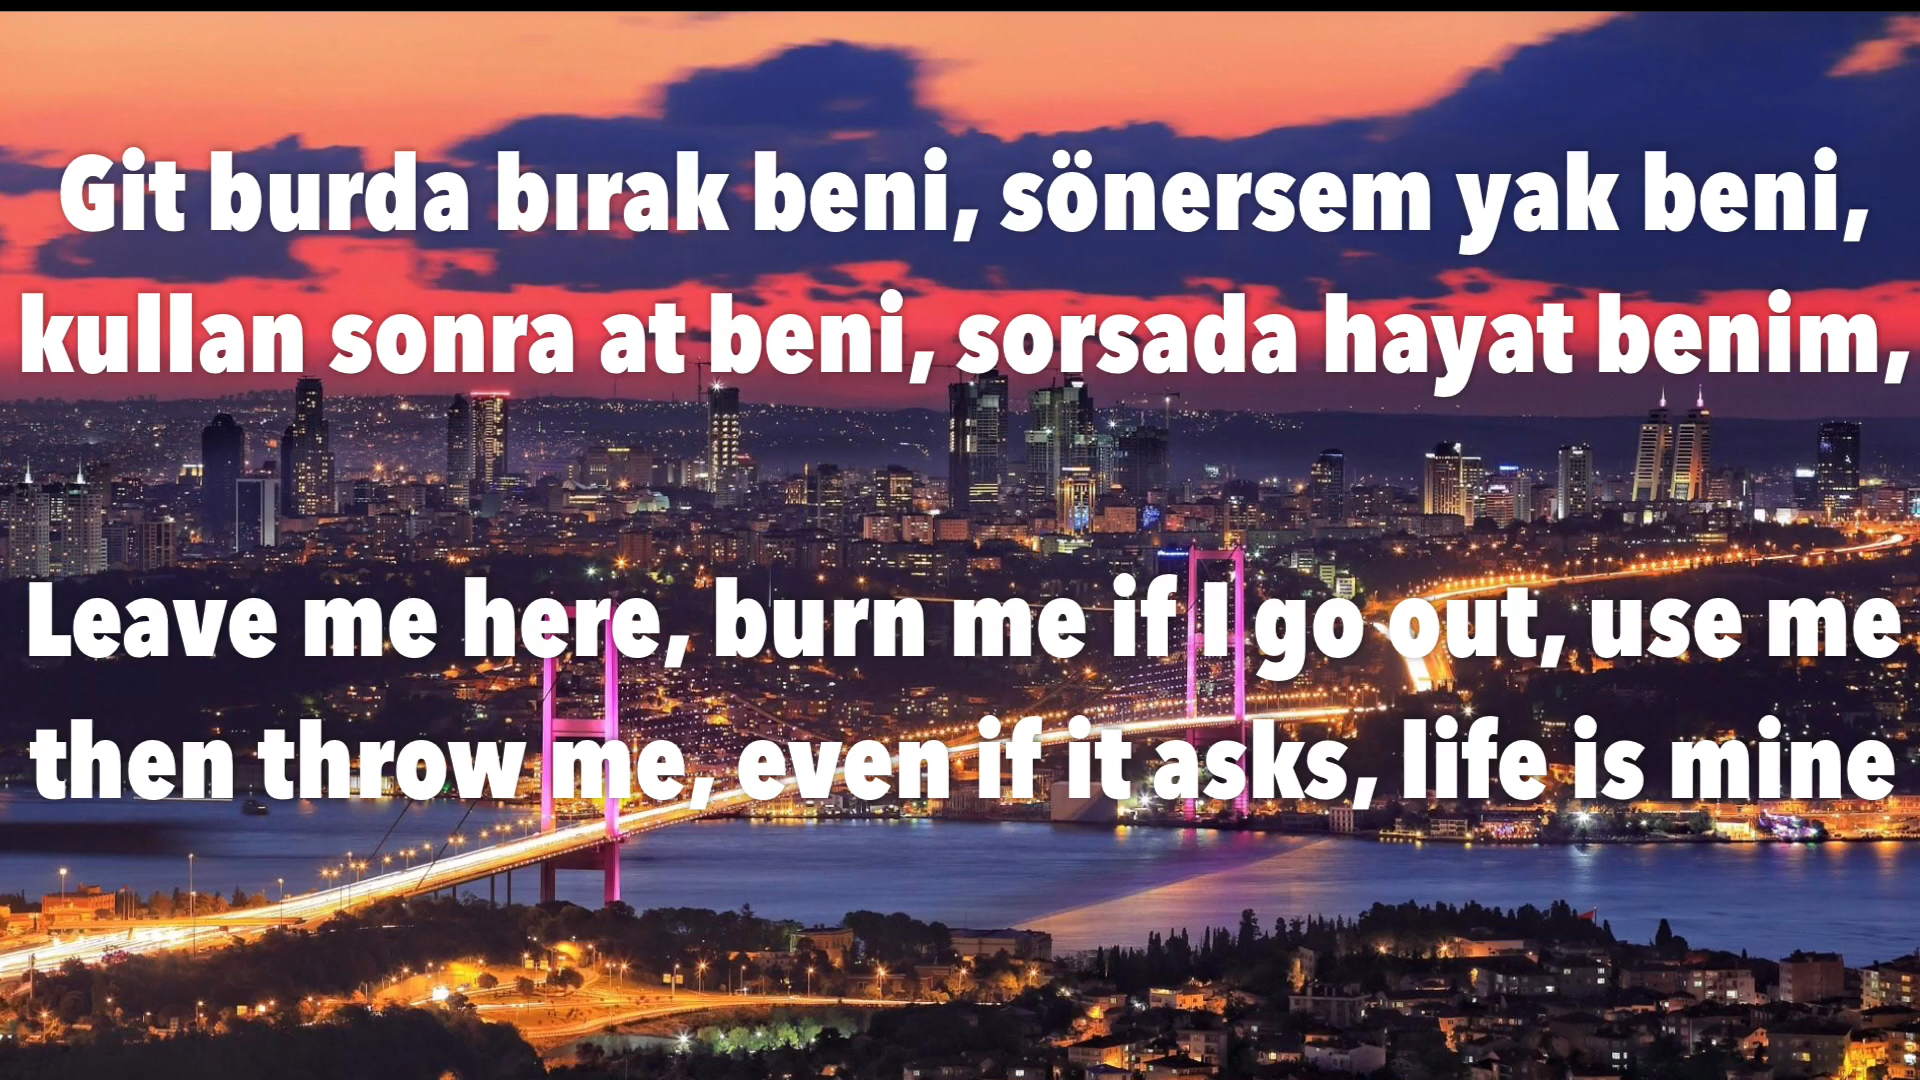 Git burda bırak beni, sönersem yak beni,
kullan sonra at beni, sorsada hayat benim,
Leave me here, burn me if I go out, use me
then throw me, even if it asks, life is mine